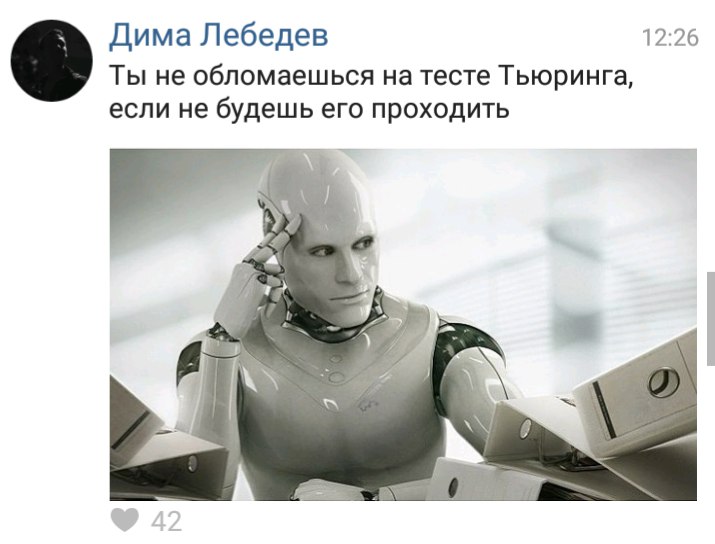 Дима Лебедев
12:26
Ты не обломаешься на тесте Тьюринга,
если не будешь его проходить
42